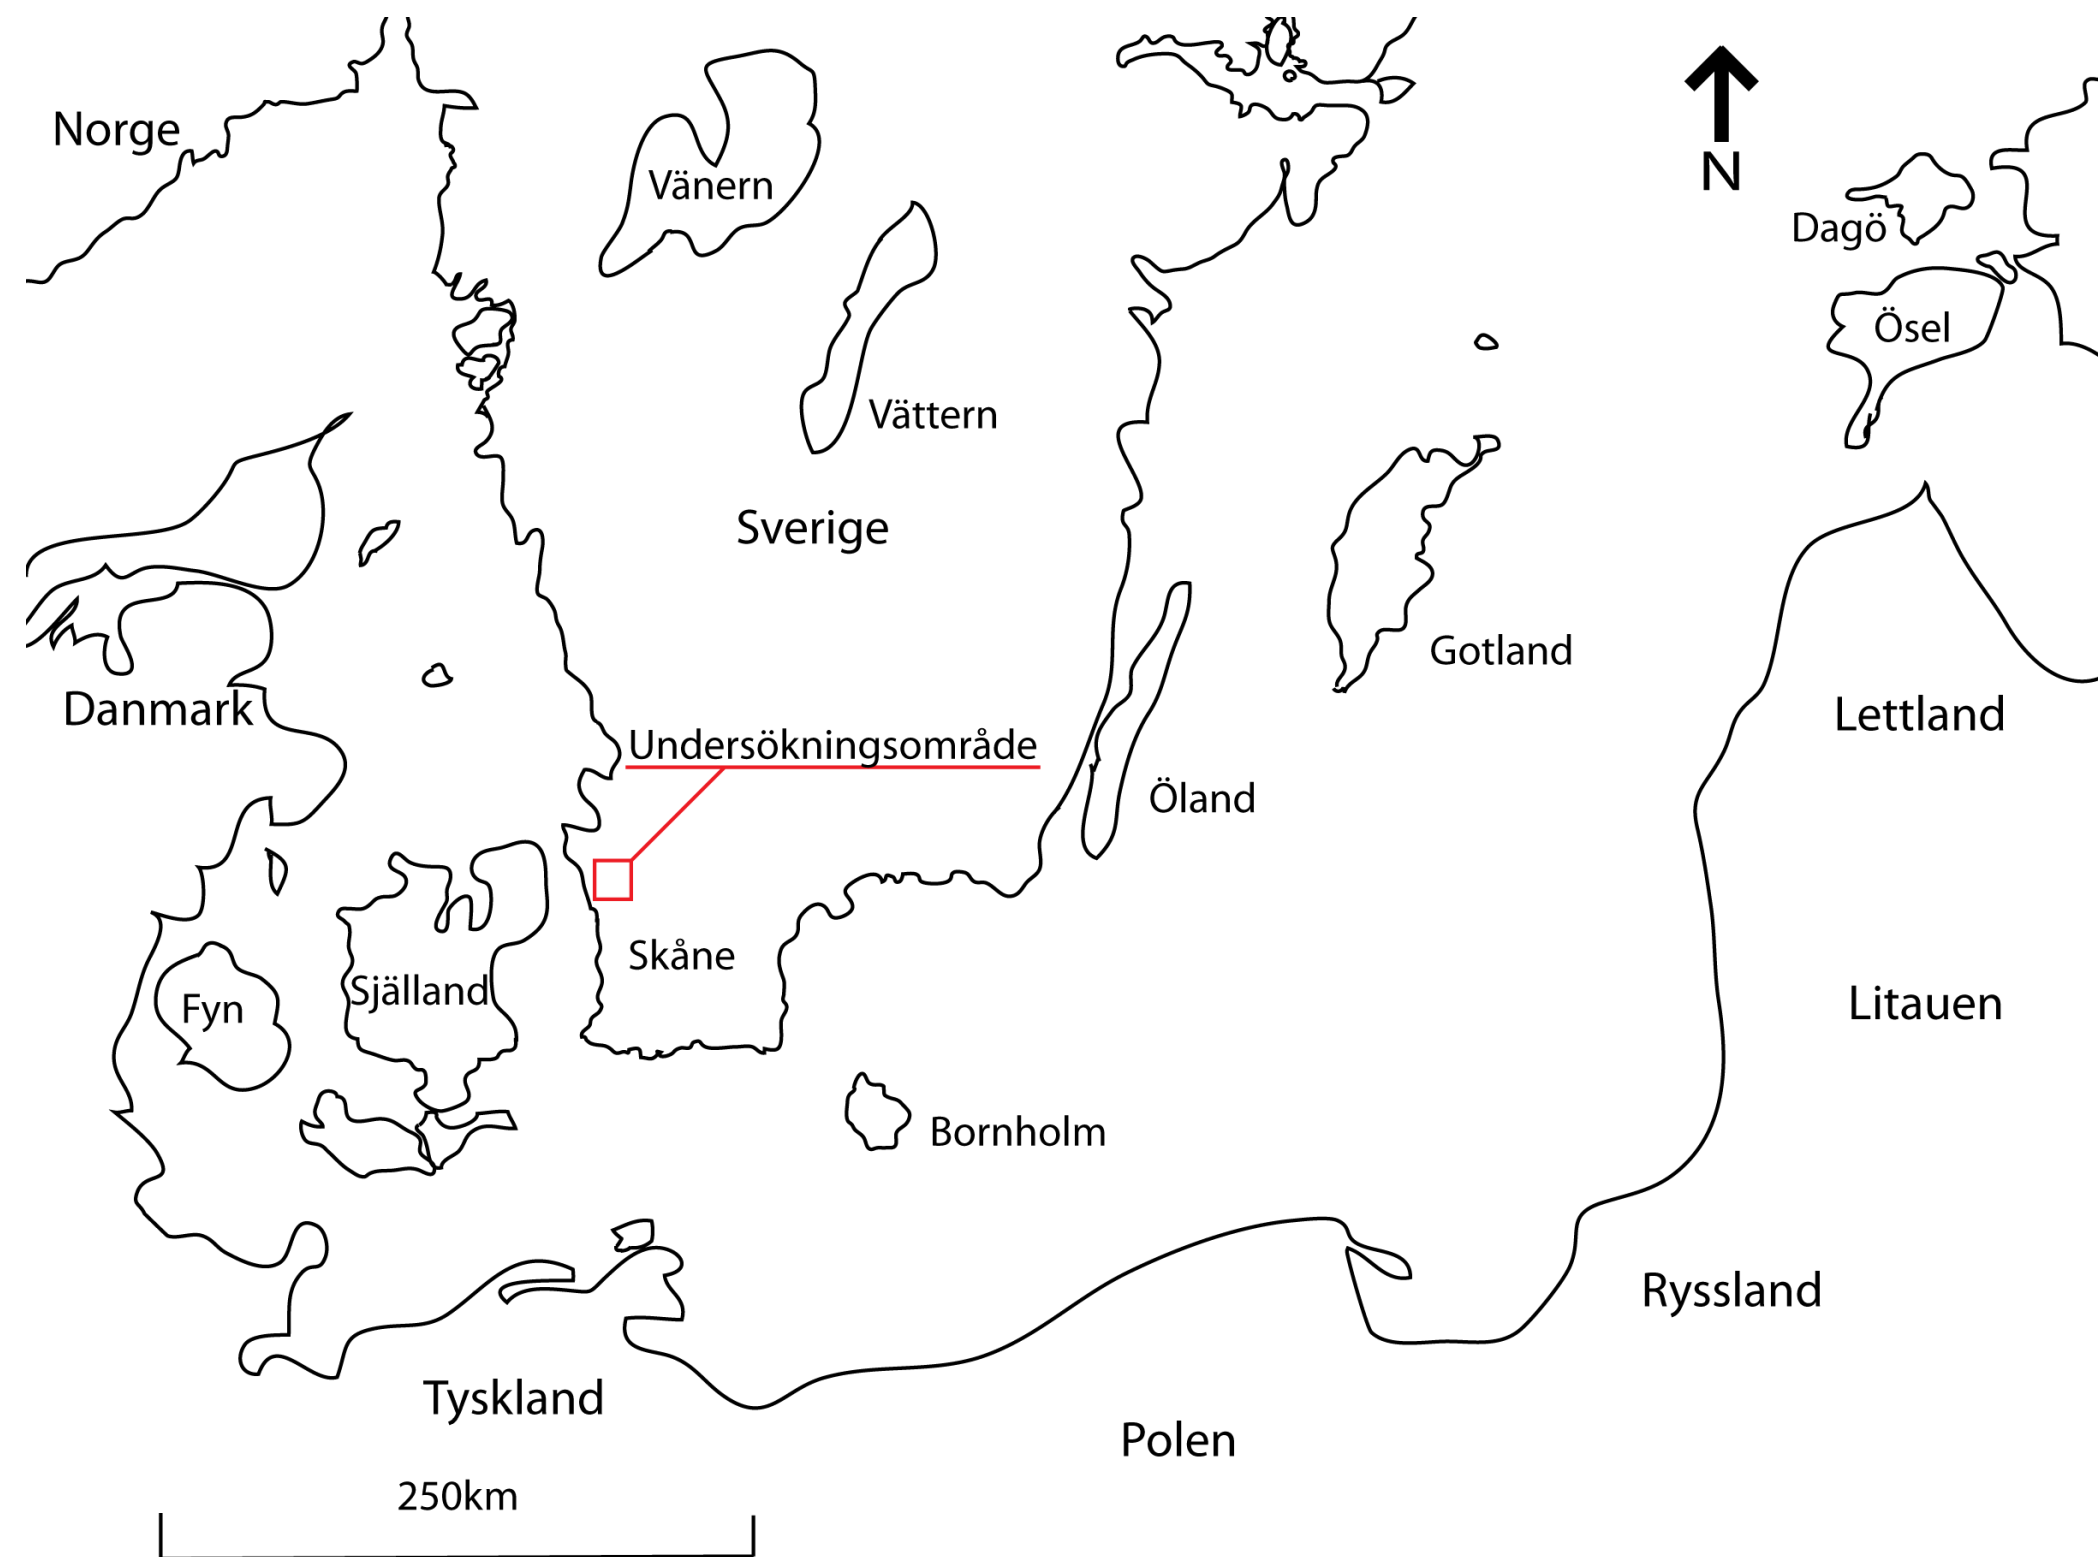 Norge
Vänern
N
Dagö
Ösel
Vättern
Sverige
Gotland
Danmark
Lettland
Undersökningsområde
Öland
Skåne
Själland
Fyn
Litauen
Bornholm
Ryssland
Tyskland
Polen
250km